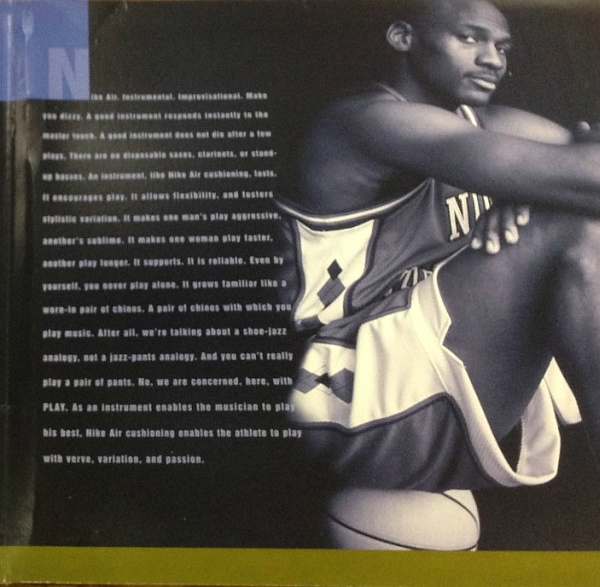 N
the Air. Instrumental. Improvisational. Make
you dizzy. A good instrument responds instantly to the
master touch. A good instrument does not die after a few
plays. There are no disposable saxes, clarinets, or stand-
up basses. An instrument, like Nike Air cushioning, lasts.
It encourages play. It allows flexibility, and fosters
stylistic variation. It makes one man's play aggressive,
another's sublime. It makes one woman play faster,
another play longer. It supports. It is reliable. Even by
yourself, you never play alone. It grows familiar like a
worn-in pair of chinos. A pair of chinos with which you
play music. After all, we're talking about a shoe-jazz
analogy, not a jazz-pants analogy. And you can't really
play a pair of pants. No, we are concerned, here, with
PLAY. As an instrument enables the musician to play
his best, Nike Air cushioning enables the athlete to play
with verve, variation, and passion.